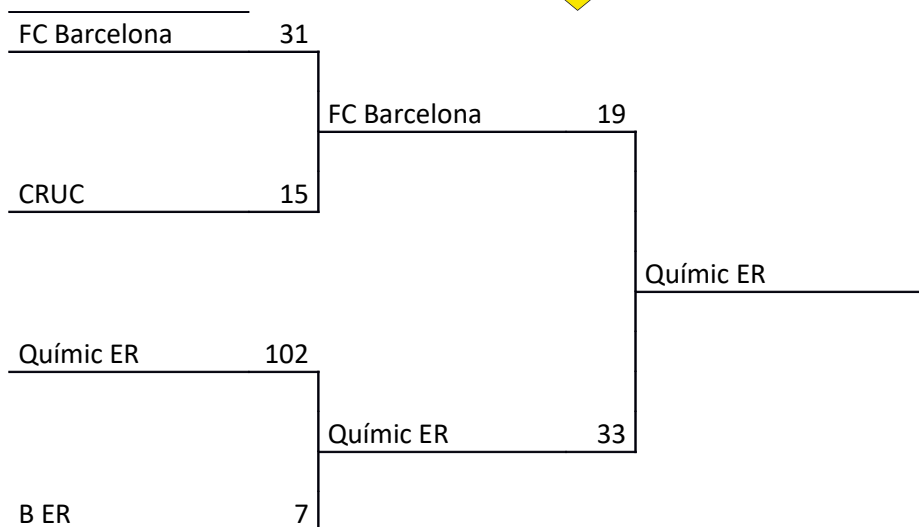 FC Barcelona 31
FC Barcelona 19
CRUC 15
Químic ER
Químic ER 102
Químic ER 33
B ER 7